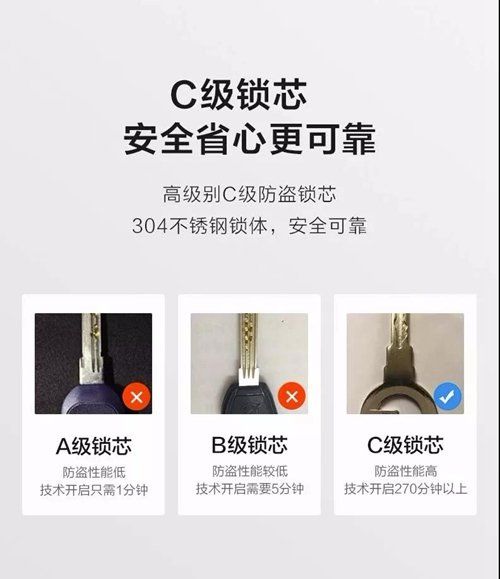 C级锁芯
安全省心更可靠
高级别C级防盗锁芯
304不锈钢锁体，安全可靠
A级锁芯
防盗性能低
技术开启只需1分钟
B级锁芯
防盗性能较低
技术开启需要5分钟
C级锁芯
防盗性能高
技术开启270分钟以上